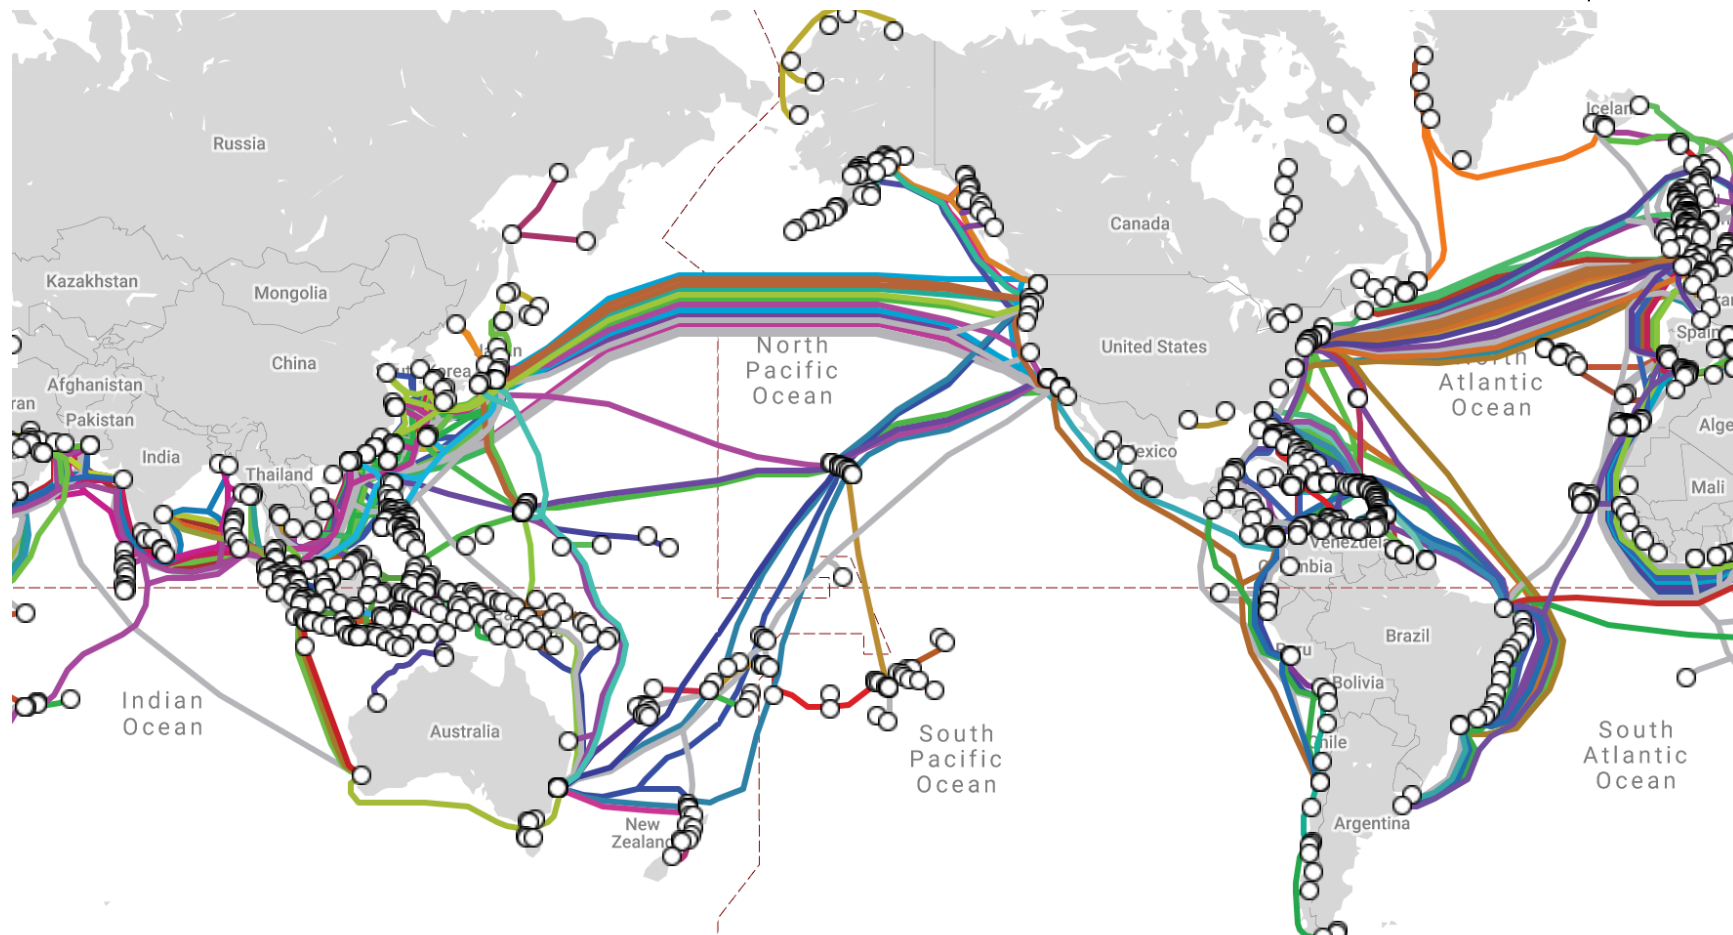 Russia
Kazakhstan
Mongolia
China
Afghanistan
Pakistan
India
Thailand
Canada
United States
North
Pacific
Ocean
Atlantic
Ocean
Spain
Mali
Brazil
Bolivia
Argentina
Indian
Ocean
Australia
New
South
Pacific
Ocean
South
Atlantic
Ocean